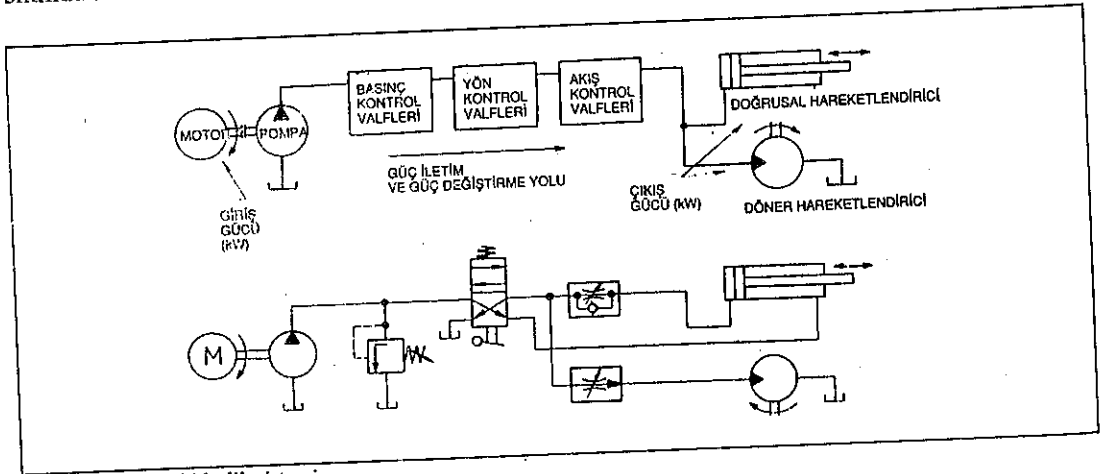 MOTOR
POMPA
BASINÇ
KONTROL
VALFLERİ
YÖN
KONTROL
VALFLERİ
AKIŞ
KONTROL
VALFLERİ
DOĞRUSAL HAREKETLENDİRİCİ
GÜÇ İLETİM
VE GÜÇ DEĞİŞTİRME YOLU
GİRİŞ
GÜCÜ
(kW)
ÇIKIŞ
GÜCÜ (kW)
DÖNER HAREKETLENDİRİCİ
M